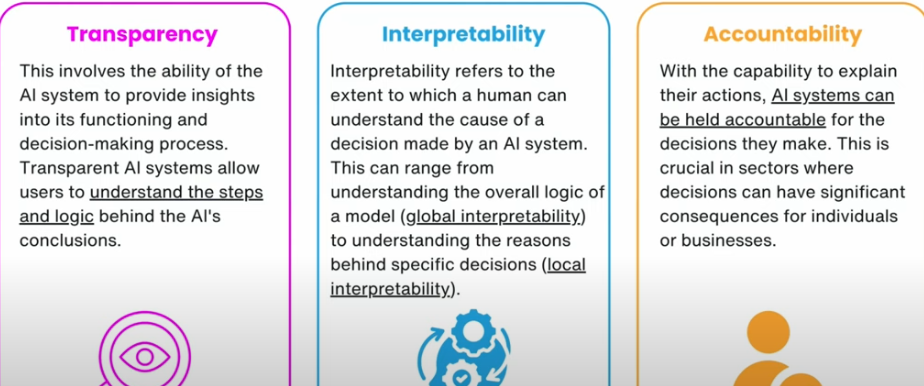 Transparency
This involves the ability of the
AI system to provide insights
into its functioning and
decision-making process.
Transparent AI systems allow
users to understand the steps
and logic behind the AI's
conclusions.
Interpretability
Interpretability refers to the
extent to which a human can
understand the cause of a
decision made by an AI system.
This can range from
understanding the overall logic of
a model (global interpretability)
to understanding the reasons
behind specific decisions (local
interpretability).
Accountability
With the capability to explain
their actions, AI systems can
be held accountable for the
decisions they make. This is
crucial in sectors where
decisions can have significant
consequences for individuals
or businesses.